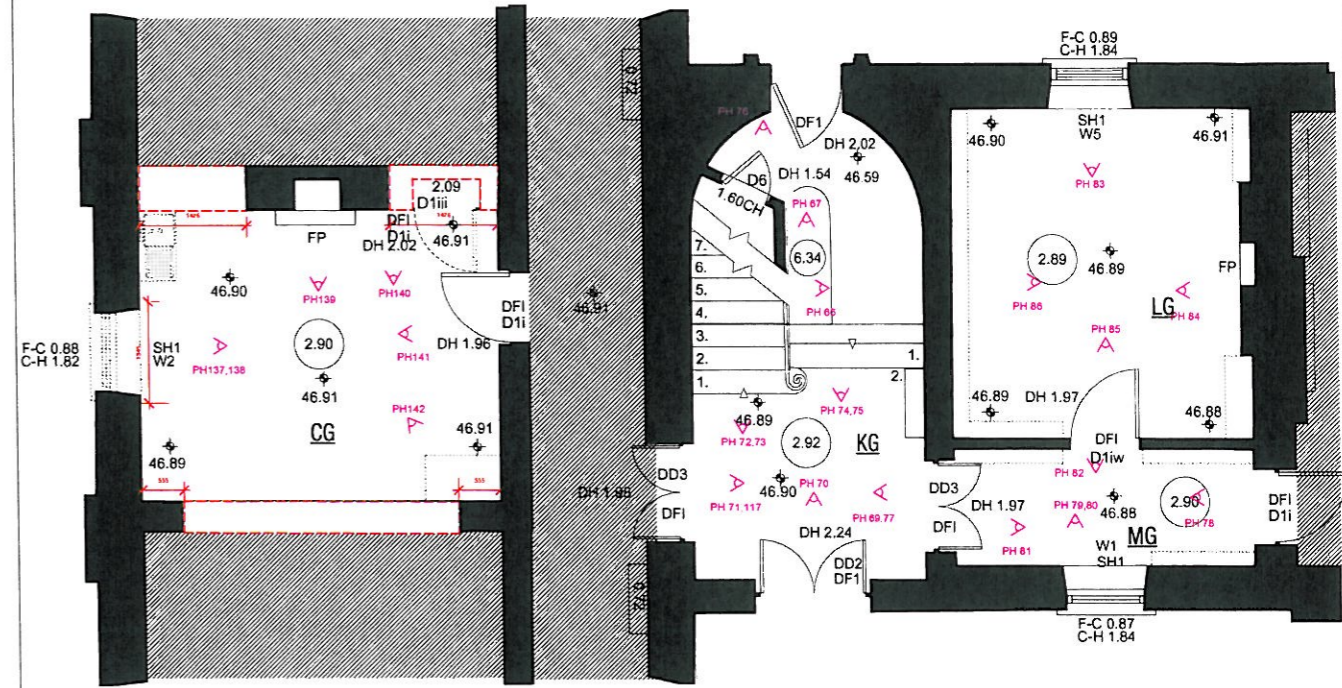 F-C 0.89
C-H 1.84
0.72
PH 76
DF1
DH 2.02
46.59
SH1
W5
46.90
46.91
DH 1.54
D6
1.60CH
PH 67
PH 83
2.09
D1iii
DFI
D1i
DH 2.02
46.91
FP
6.34
7.
6.
5.
4.
3.
2.
1.
PH 66
2.89
46.89
FP
PH 86
PH 84
LG
PH 85
46.90
PH139
PH140
DFI
D1i
46.91
F-C 0.88
C-H 1.82
SH1
W2
2.90
PH141
DH 1.96
PH137,138
46.91
PH142
CG
46.89
46.91
535
535
1.
2.
46.89
PH 74,75
PH 72,73
2.92
KG
46.89
DH 1.97
46.88
DFI
D1iw
DD3
DFI
PH 71,117
46.90
PH 70
PH 69,77
DH 2.24
DD2
DF1
DD3
DFI
DH 1.97
PH 82
PH 79,80
46.88
2.90
PH 78
PH 81
MG
W1
SH1
DFI
D1i
0.72
F-C 0.87
C-H 1.84